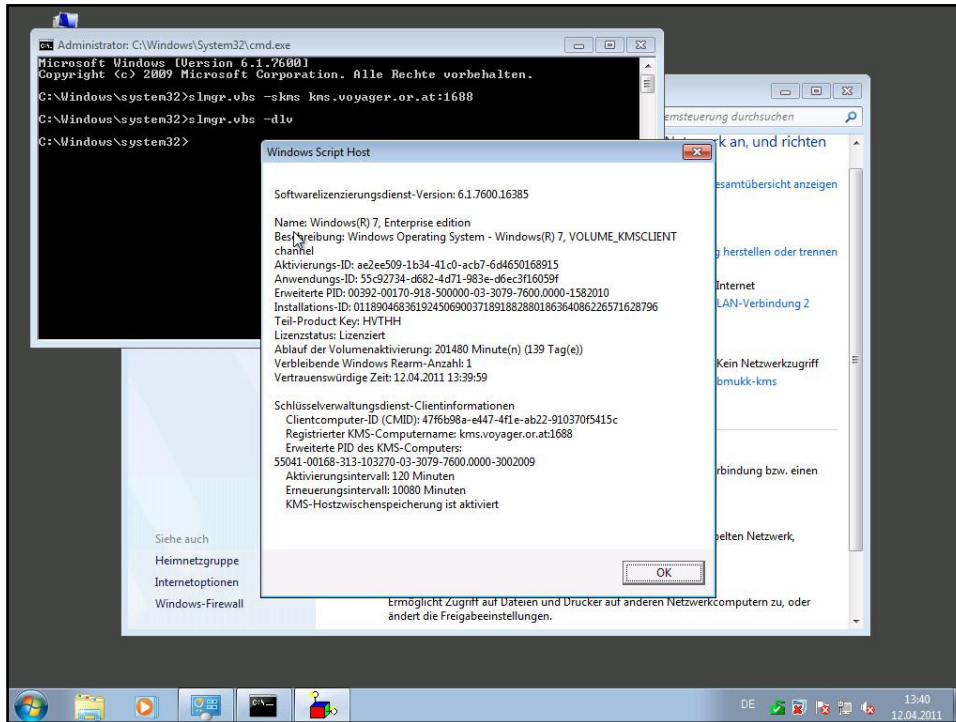 Administrator: C:\Windows\System32\cmd.exe
Microsoft Windows [Version 6.1.7600]
Copyright (c) 2009 Microsoft Corporation. Alle Rechte vorbehalten.
C:\Windows\system32>slmgr.vbs -skms kms.voyager.or.at:1688
C:\Windows\system32>slmgr.vbs -dlv
C:\Windows\system32>
Windows Script Host
Softwarelizenzierungsdienst-Version: 6.1.7600.16385
Name: Windows(R) 7, Enterprise edition
Beschreibung: Windows Operating System - Windows(R) 7, VOLUME_KMSCLIENT
channel
Aktivierungs-ID: ae2ee509-1b34-41c0-acb7-6d4650168915
Anwendungs-ID: 55c92734-d682-4d71-983e-d6ec3f16059f
Erweiterte PID: 00392-00170-918-500000-03-3079-7600.0000-1582010
Installations-ID: 011890468361924506900371891882880186364086226571628796
Teil-Product Key: HVTHH
Lizenzstatus: Lizenziert
Ablauf der Volumenaktivierung: 201480 Minute(n) (139 Tag(e))
Verbleibende Windows Rearm-Anzahl: 1
Vertrauenswürdige Zeit: 12.04.2011 13:39:59
Schlüsselverwaltungsdienst-Clientinformationen
Clientcomputer-ID (CMID): 47f6b98a-e447-4f1e-ab22-910370f5415c
Registrierter KMS-Computername: kms.voyager.or.at:1688
Erweiterte PID des KMS-Computers:
55041-00168-313-103270-03-3079-7600.0000-3002009
Aktivierungsintervall: 120 Minuten
Erneuerungsintervall: 10080 Minuten
KMS-Hostzwischenspeicherung ist aktiviert
OK
emsteuerung durchsuchen
rk an, und richten
esamtübersicht anzeigen
g herstellen oder trennen
Internet
LAN-Verbindung 2
Kein Netzwerkzugriff
bmukk-kms
rbindung bzw. einen
pelten Netzwerk,
Ermöglicht Zugriff auf Dateien und Drucker auf anderen Netzwerkcomputern zu, oder
ändert die Freigabeeinstellungen.
Siehe auch
Heimnetzgruppe
Internetoptionen
Windows-Firewall
DE
13:40
12.04.2011